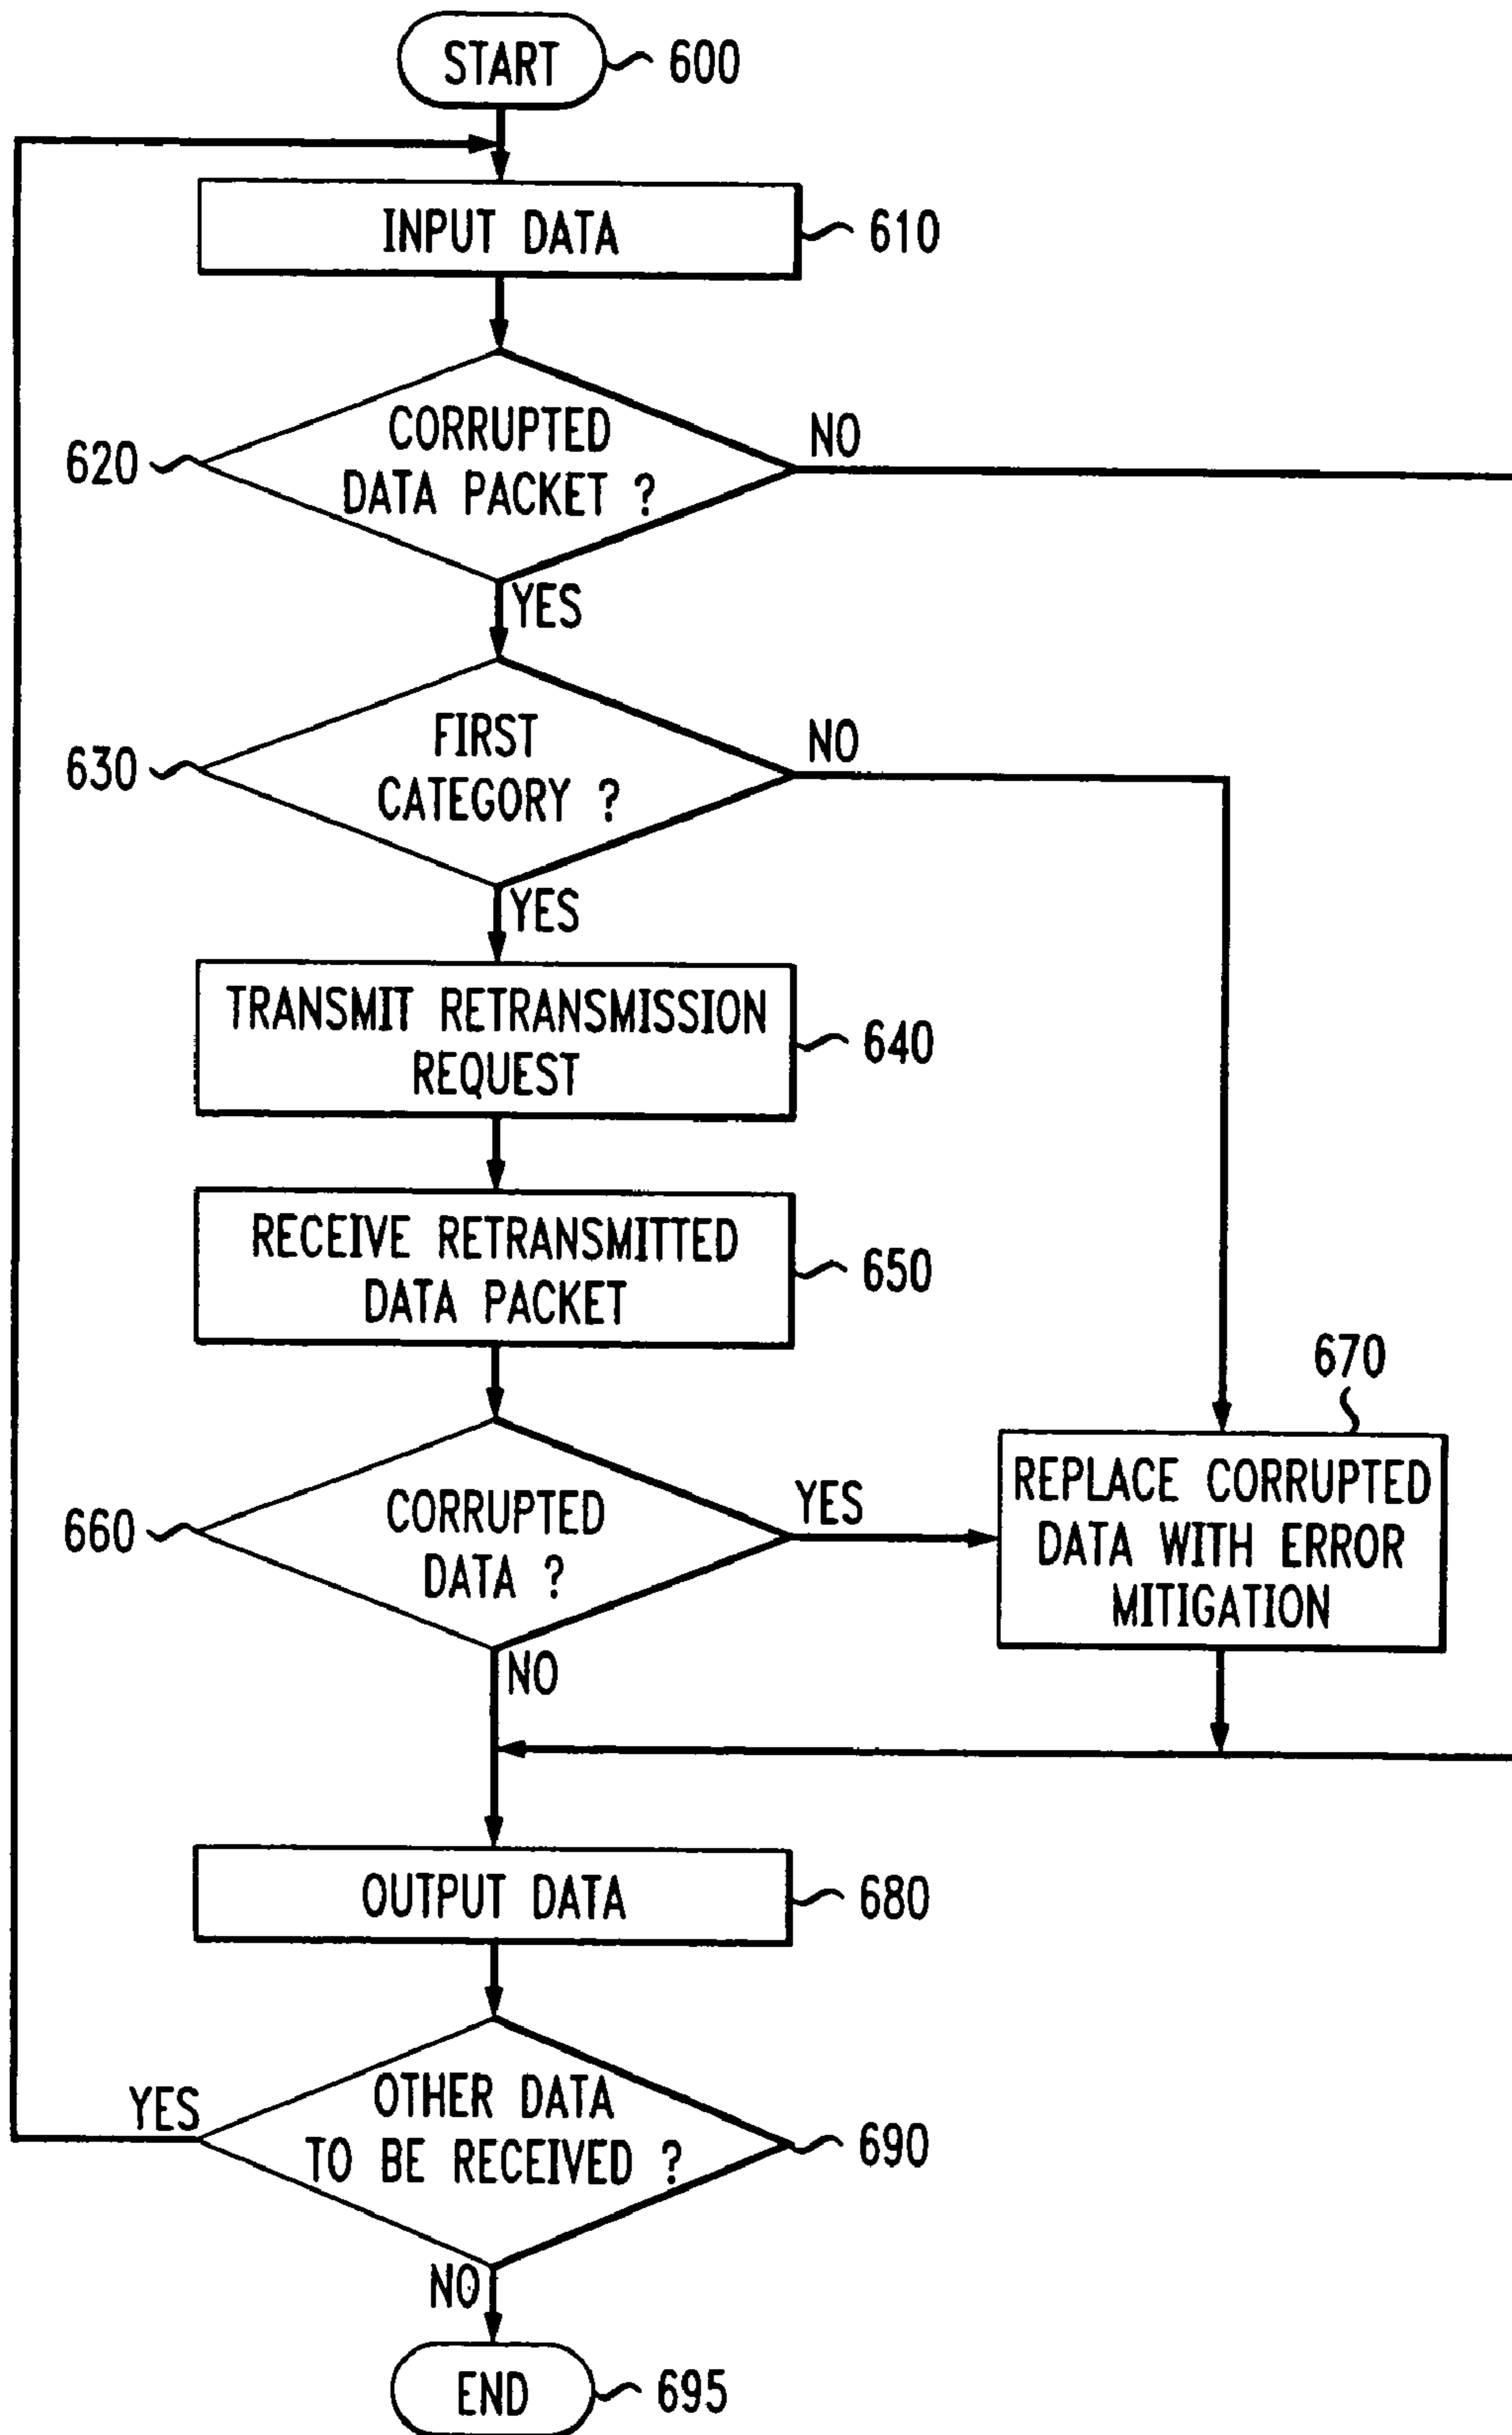 START
600
INPUT DATA
610
CORRUPTED
DATA PACKET ?
620
NO
YES
FIRST
CATEGORY ?
630
NO
YES
TRANSMIT RETRANSMISSION
REQUEST
640
RECEIVE RETRANSMITTED
DATA PACKET
650
670
CORRUPTED
DATA ?
660
YES
REPLACE CORRUPTED
DATA WITH ERROR
MITIGATION
NO
OUTPUT DATA
680
OTHER DATA
TO BE RECEIVED ?
YES
690
NO
END
695